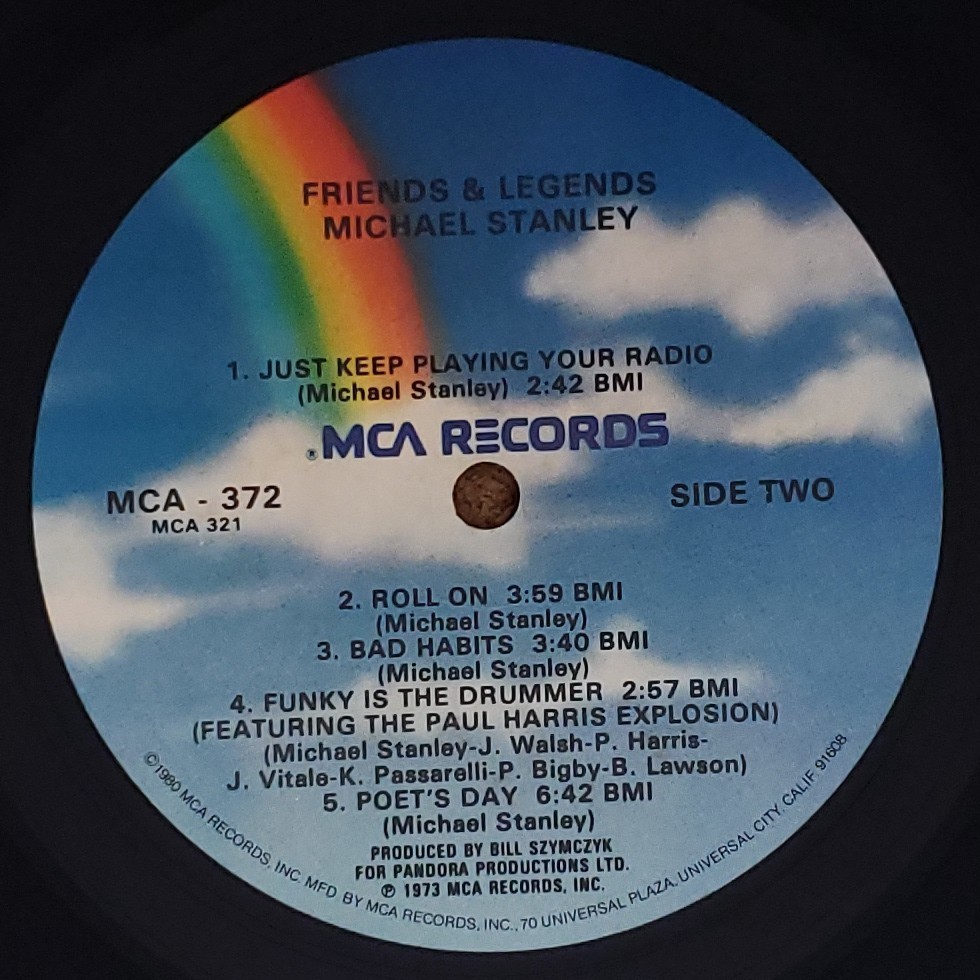 FRIENDS & LEGENDS
MICHAEL STANLEY
1. JUST KEEP PLAYING YOUR RADIO
(Michael Stanley) 2:42 BMI
®MCA RECORDS
MCA - 372
MCA 321
SIDE TWO
2. ROLL ON 3:59 BMI
(Michael Stanley)
3. BAD HABITS 3:40 BMI
(Michael Stanley)
4. FUNKY IS THE DRUMMER 2:57 BMI
(FEATURING THE PAUL HARRIS EXPLOSION)
(Michael Stanley-J. Walsh-P. Harris-
J. Vitale-K. Passarelli-P. Bigby-B. Lawson)
5. POET'S DAY 6:42 BMI
(Michael Stanley)
PRODUCED BY BILL SZYMCZYK
FOR PANDORA PRODUCTIONS LTD.
℗ 1973 MCA RECORDS, INC.
©1980 MCA RECORDS, INC. MFD BY MCA RECORDS, INC., 70 UNIVERSAL PLAZA, UNIVERSAL CITY, CALIF. 91608